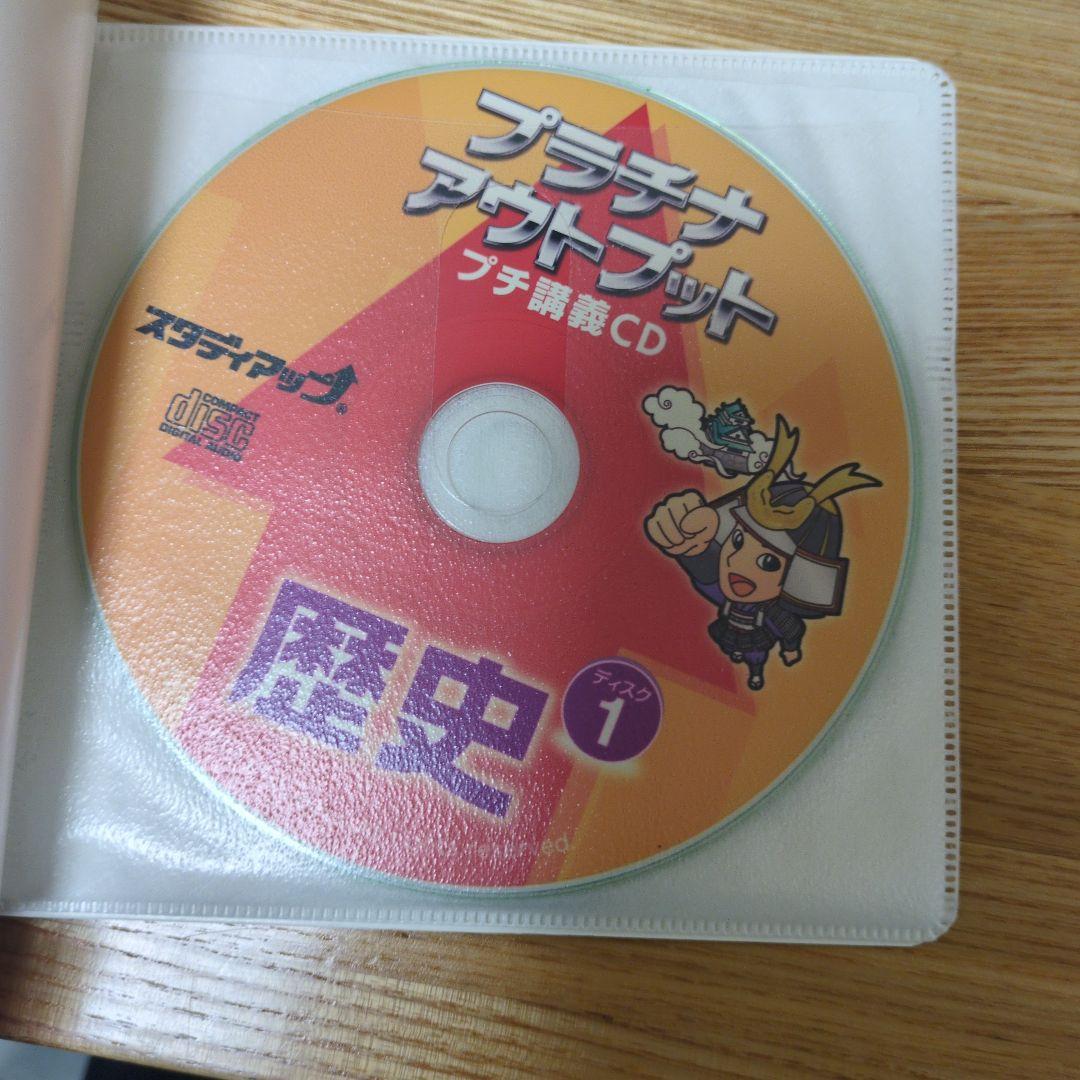 プラチナ
アウトプット
プチ講義CD
スタディアップ®
COMPACT
disc
DIGITAL AUDIO
歴史
ディスク
1
reserved